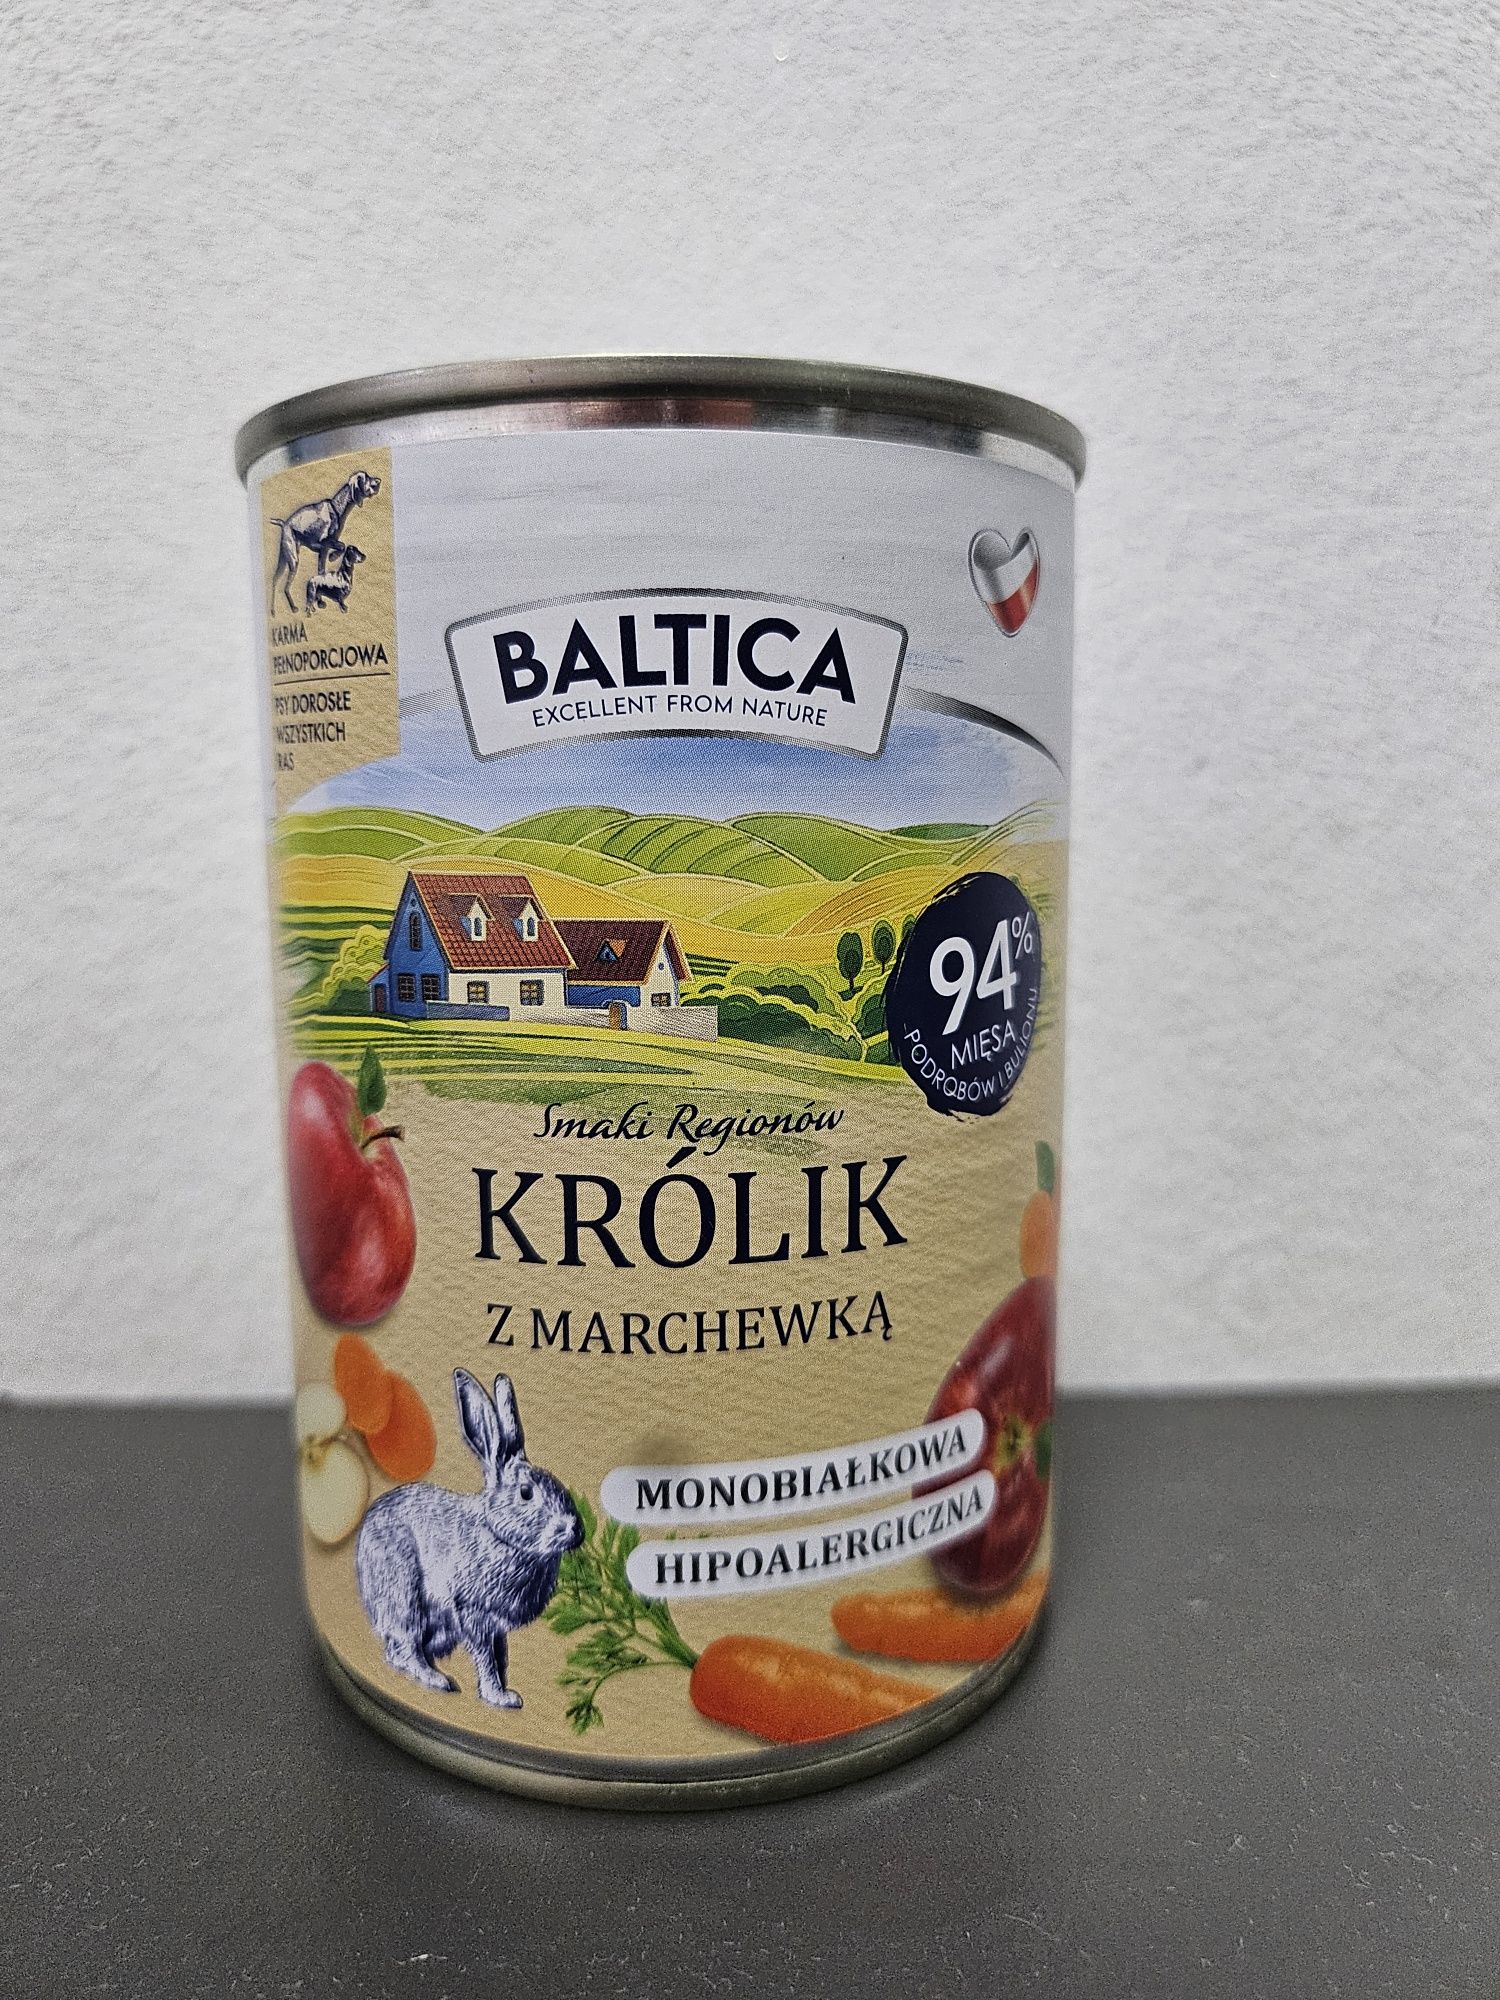 KARMA
PEŁNOPORCJOWA
PSY DOROSŁE
WSZYSTKICH
RAS
BALTICA
EXCELLENT FROM NATURE
94%
MIĘSA
PODROBÓW I BULIONU
Smaki Regionów
KRÓLIK
Z MARCHEWKĄ
MONOBIAŁKOWA
HIPOALERGICZNA